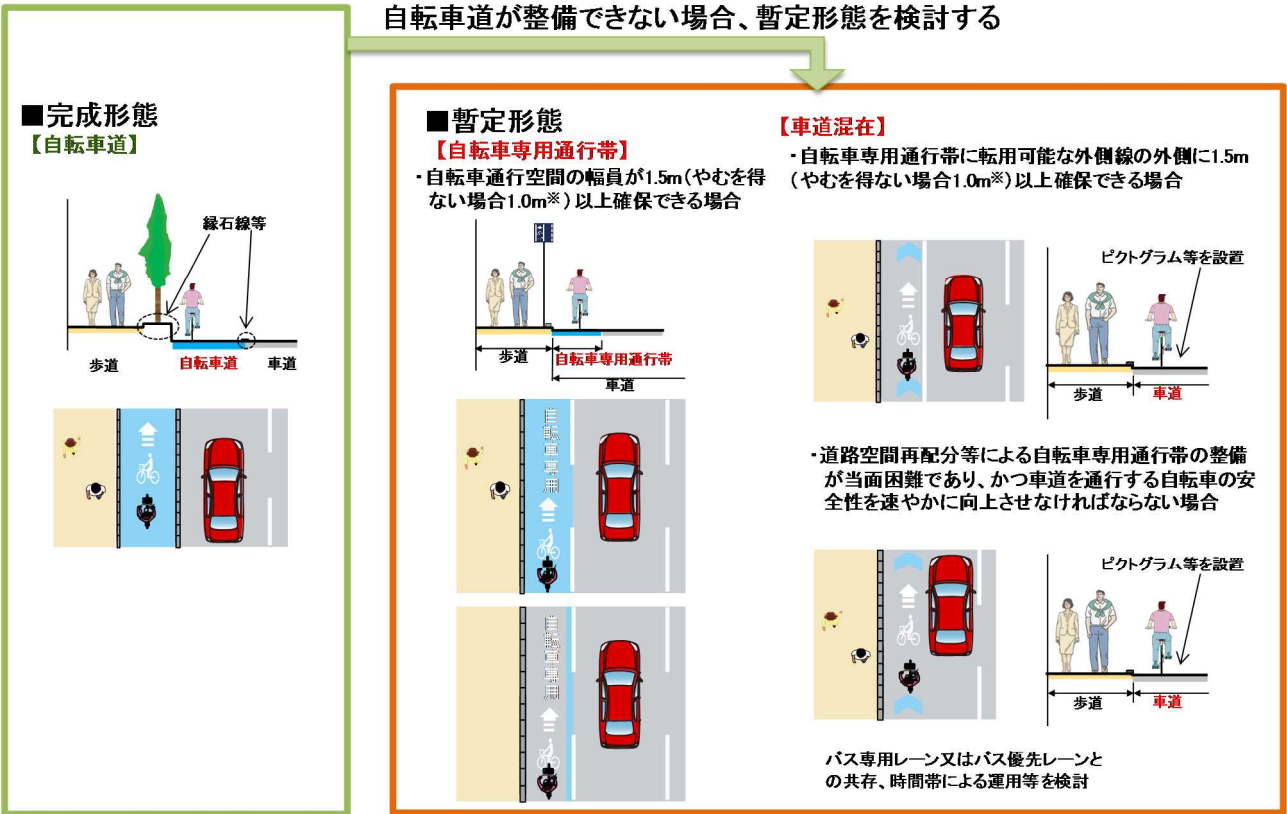 自転車道が整備できない場合、暫定形態を検討する
■完成形態
【自転車道】
縁石線等
歩道
自転車道
車道
■暫定形態
【自転車専用通行帯】
・自転車通行空間の幅員が1.5m(やむを得
ない場合1.0m※)以上確保できる場合
歩道
自転車専用通行帯
車道
自転車専用
自転車専用
【車道混在】
・自転車専用通行帯に転用可能な外側線の外側に1.5m
(やむを得ない場合1.0m※)以上確保できる場合
ピクトグラム等を設置
歩道
車道
・道路空間再配分等による自転車専用通行帯の整備
が当面困難であり、かつ車道を通行する自転車の安
全性を速やかに向上させなければならない場合
ピクトグラム等を設置
歩道
車道
バス専用レーン又はバス優先レーンと
の共存、時間帯による運用等を検討